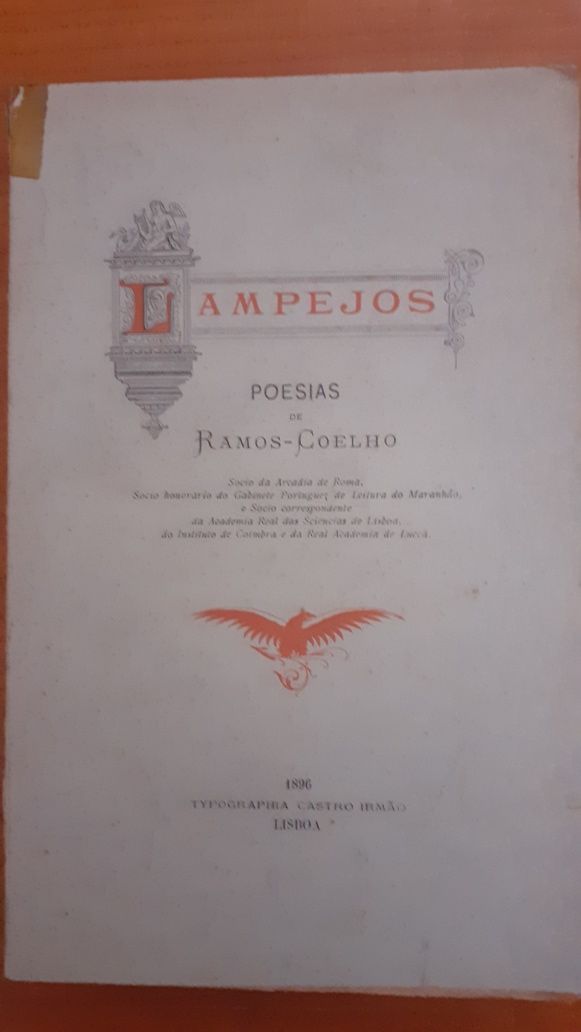 LAMPEJOS
POESIAS
DE
RAMOS-COELHO
Socio da Arcadia de Roma,
Socio honorario do Gabinete Portuguez de Leitura do Maranhão,
e Socio correspondente
da Academia Real das Sciencias de Lisboa,
do Instituto de Coimbra e da Real Academia de Lucca.
1896
TYPOGRAPHIA CASTRO IRMÃO
LISBOA